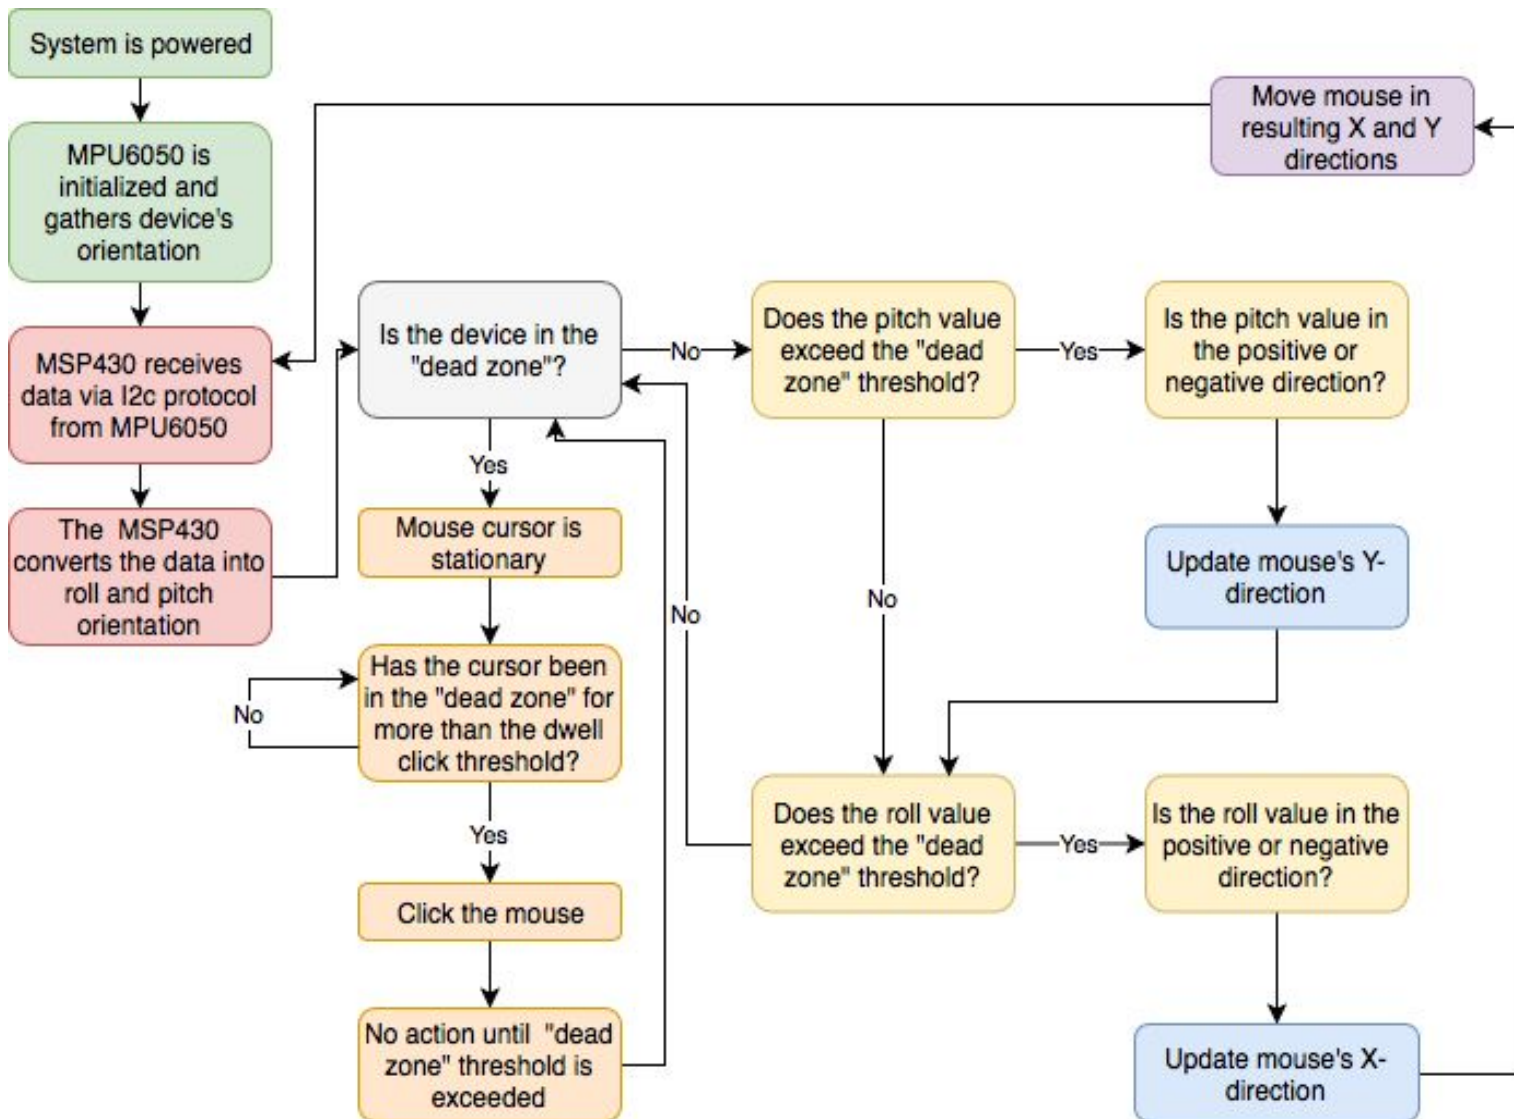 System is powered
MPU6050 is
initialized and
gathers device's
orientation
MSP430 receives
data via I2c protocol
from MPU6050
The MSP430
converts the data into
roll and pitch
orientation
Is the device in the
"dead zone"?
Yes
No
Mouse cursor is
stationary
Has the cursor been
in the "dead zone" for
more than the dwell
click threshold?
No
Yes
Click the mouse
No action until "dead
zone" threshold is
exceeded
Does the pitch value
exceed the "dead
zone" threshold?
Yes
No
Is the pitch value in
the positive or
negative direction?
Update mouse's Y-
direction
Does the roll value
exceed the "dead
zone" threshold?
No
Yes
Is the roll value in the
positive or negative
direction?
Update mouse's X-
direction
Move mouse in
resulting X and Y
directions